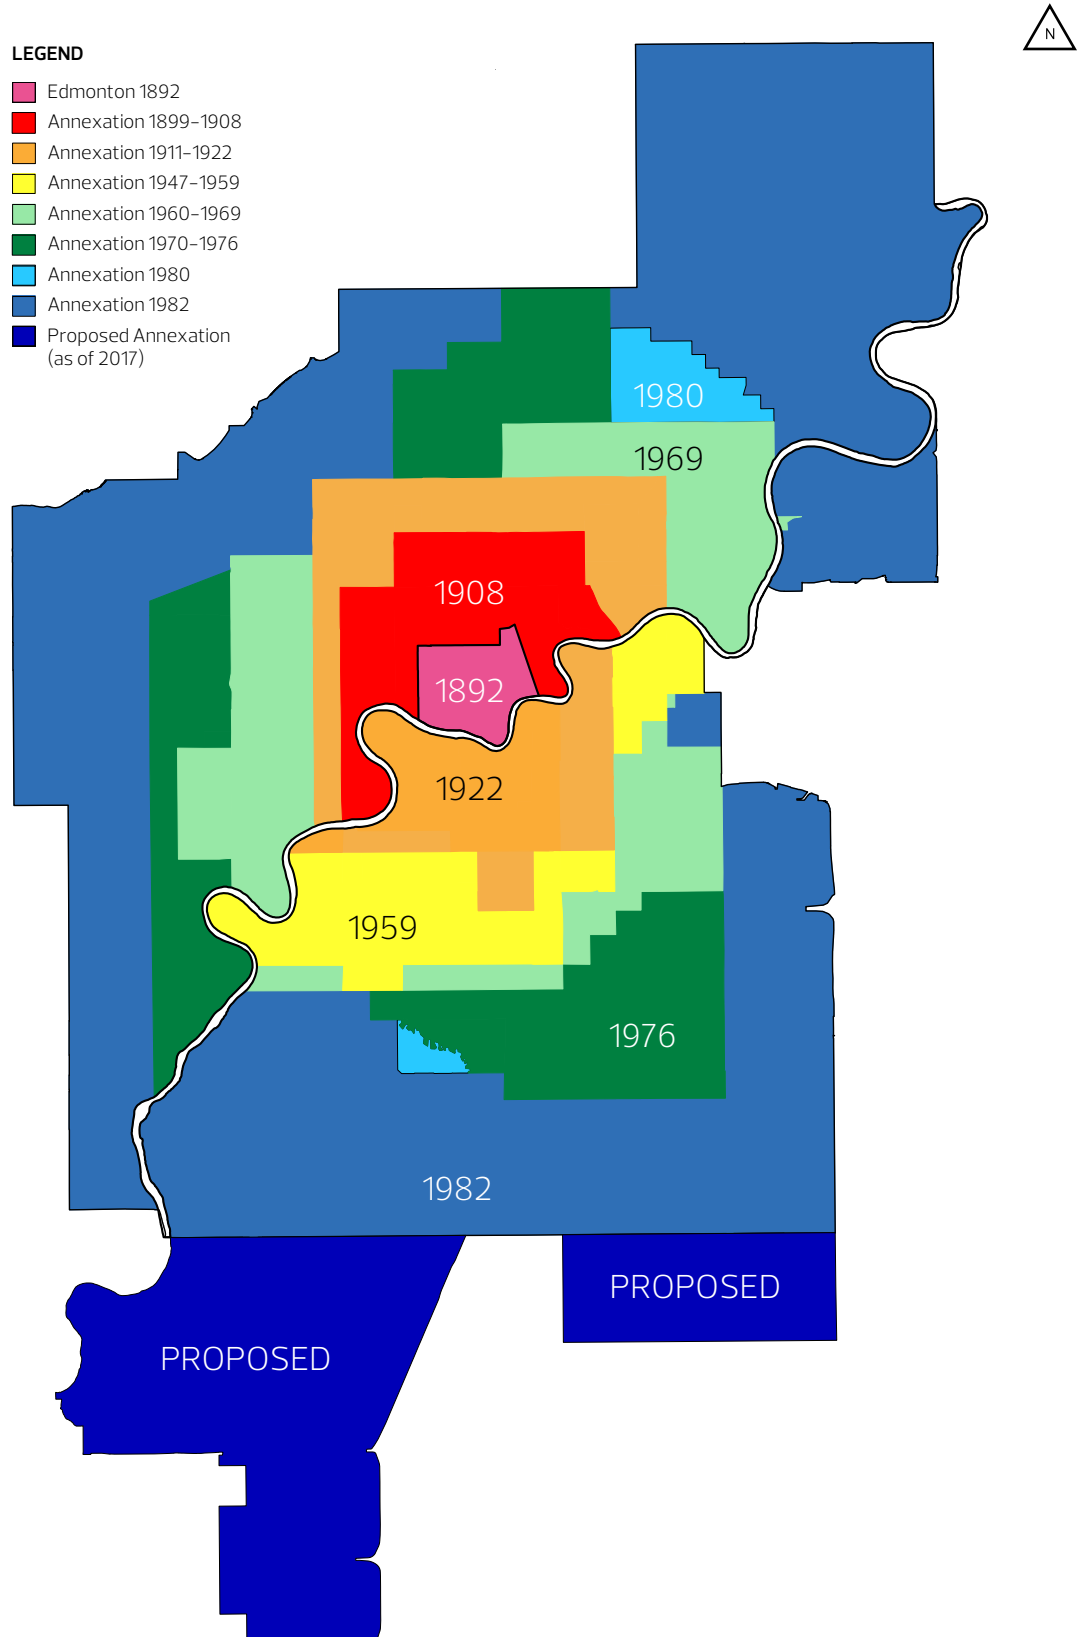 N
LEGEND
Edmonton 1892
Annexation 1899-1908
Annexation 1911-1922
Annexation 1947-1959
Annexation 1960-1969
Annexation 1970-1976
Annexation 1980
Annexation 1982
Proposed Annexation
(as of 2017)
1980
1969
1908
1892
1922
1959
1976
1982
PROPOSED
PROPOSED